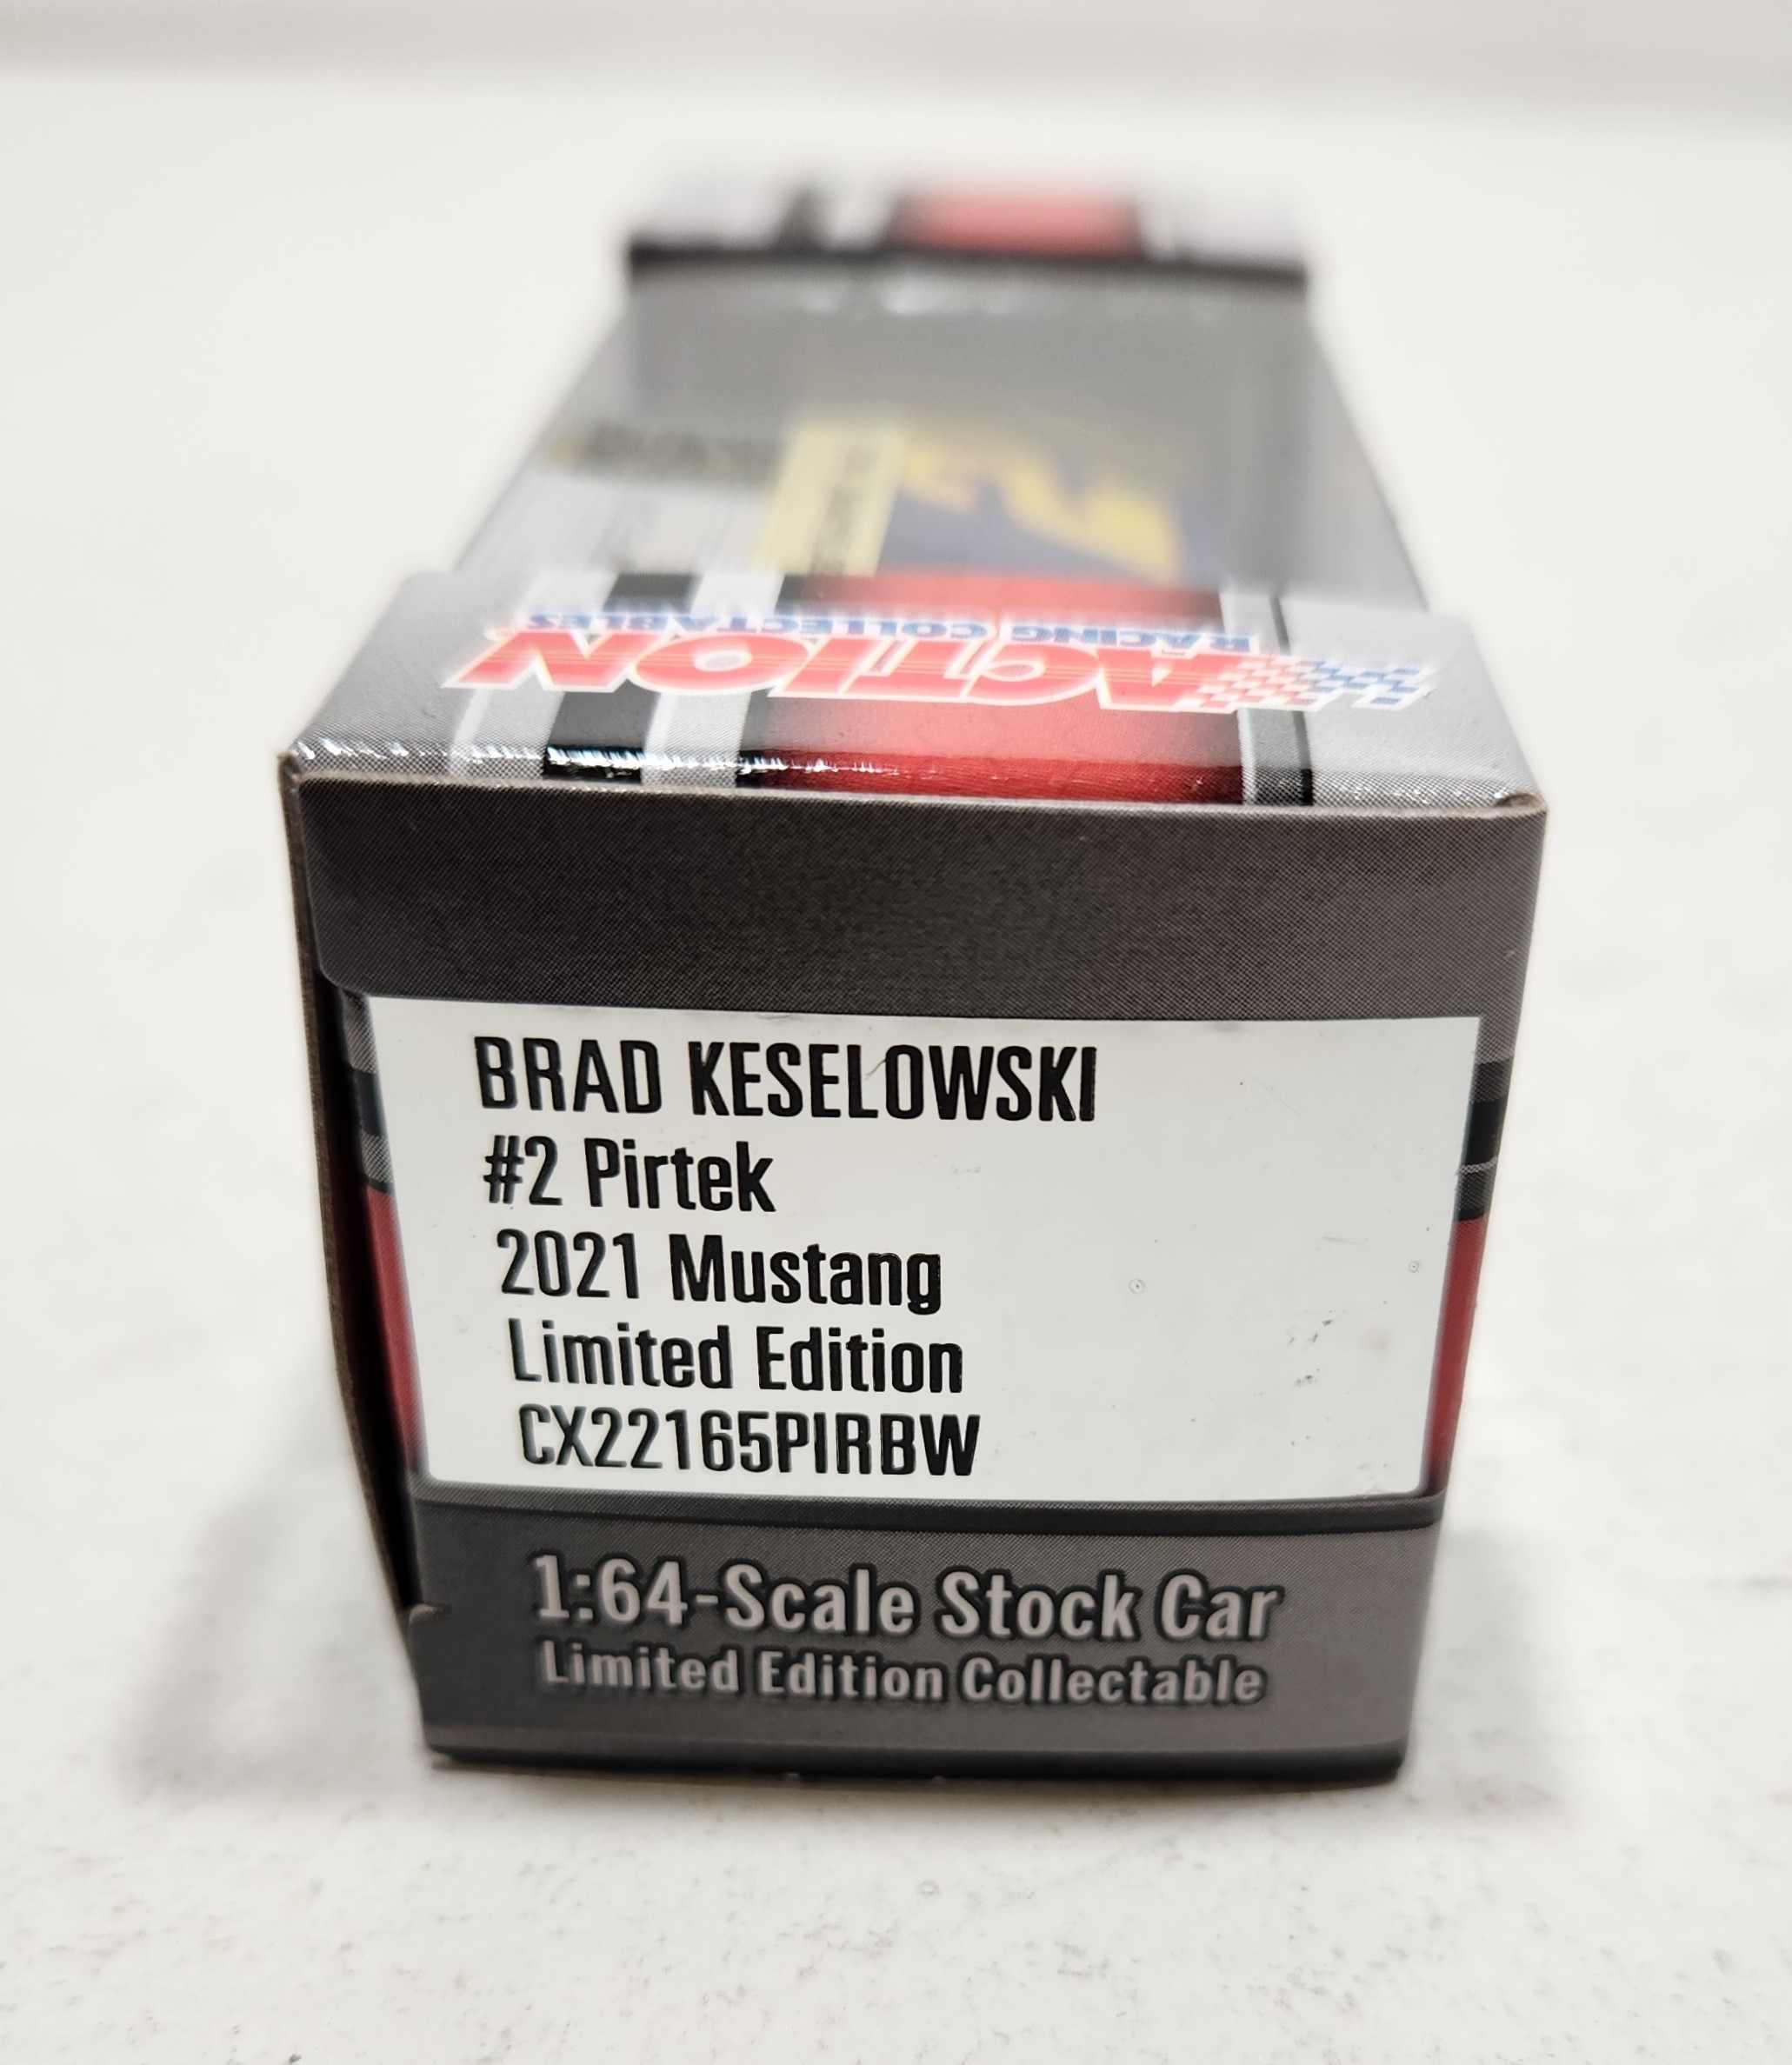 ACTION
RACING COLLECTABLES
BRAD KESELOWSKI
#2 Pirtek
2021 Mustang
Limited Edition
CX22165PIRBW
1:64-Scale Stock Car
Limited Edition Collectable